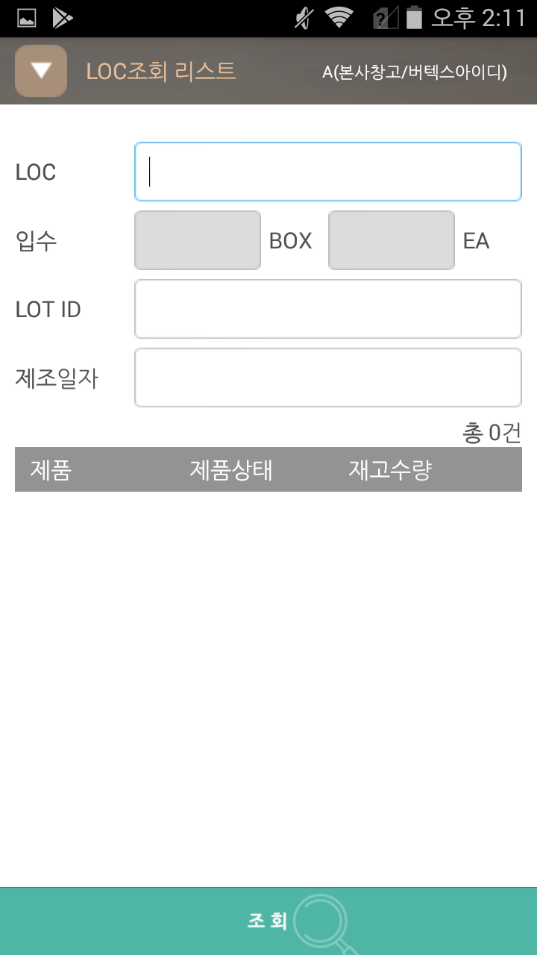 오후 2:11
LOC조회 리스트 A(본사창고/버텍스아이디)
LOC
입수 BOX EA
LOT ID
제조일자
총 0건
제품 제품상태 재고수량
조 회